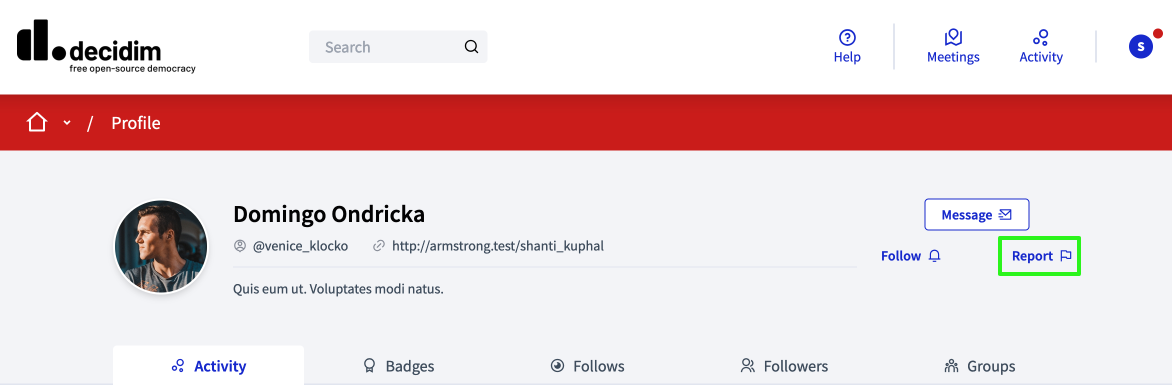 decidim
free open-source democracy
Search
Help
Meetings
Activity
S
/ Profile
Domingo Ondricka
Message
@venice_klocko
http://armstrong.test/shanti_kuphal
Follow
Report
Quis eum ut. Voluptates modi natus.
Activity
Badges
Follows
Followers
Groups